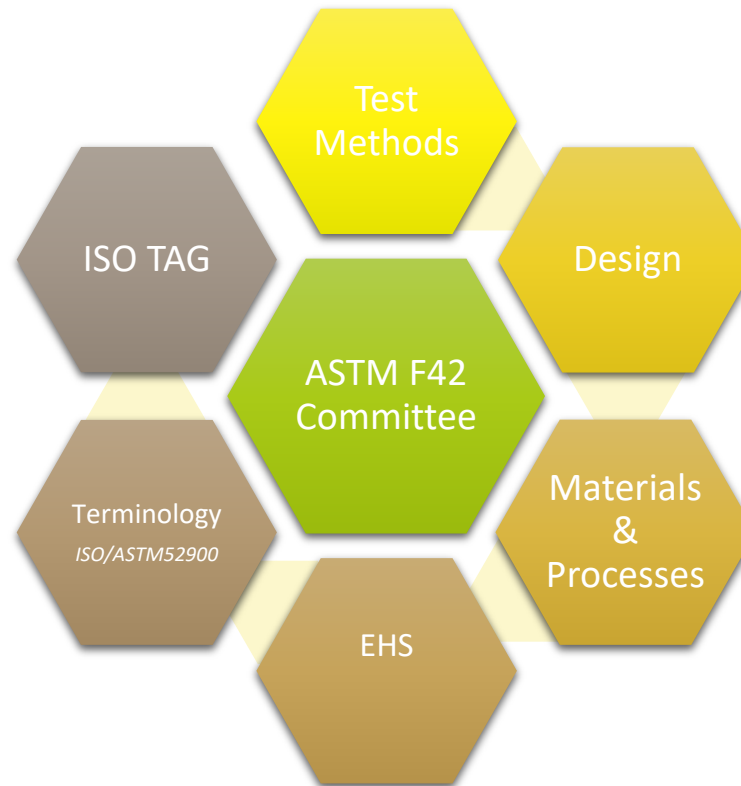 Test
Methods
ISO TAG
Design
ASTM F42
Committee
Terminology
ISO/ASTM52900
Materials
&
Processes
EHS